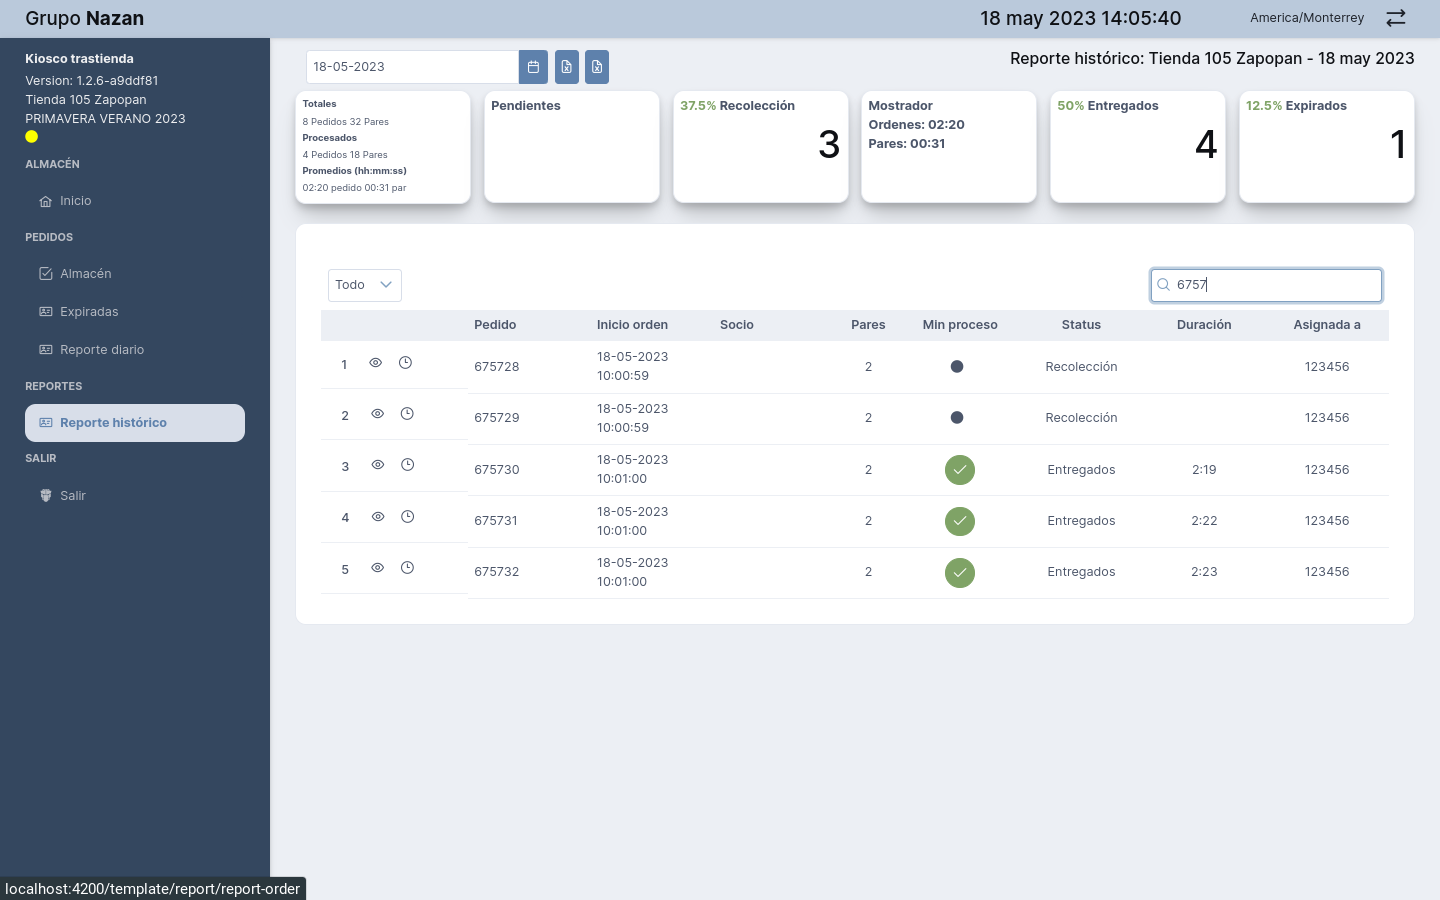 Grupo Nazan
18 may 2023 14:05:40
America/Monterrey
Kiosco trastienda
Version: 1.2.6-a9ddf81
Tienda 105 Zapopan
PRIMAVERA VERANO 2023
ALMACÉN
Inicio
PEDIDOS
Almacén
Expiradas
Reporte diario
REPORTES
Reporte histórico
SALIR
Salir
18-05-2023
Reporte histórico: Tienda 105 Zapopan - 18 may 2023
Totales
8 Pedidos 32 Pares
Procesados
4 Pedidos 18 Pares
Promedios (hh:mm:ss)
02:20 pedido 00:31 par
Pendientes
37.5% Recolección
3
Mostrador
Ordenes: 02:20
Pares: 00:31
50% Entregados
4
12.5% Expirados
1
Todo
6757
Pedido Inicio orden Socio Pares Min proceso Status Duración Asignada a
1 675728 18-05-2023 10:00:59 2 Recolección 123456
2 675729 18-05-2023 10:00:59 2 Recolección 123456
3 675730 18-05-2023 10:01:00 2 Entregados 2:19 123456
4 675731 18-05-2023 10:01:00 2 Entregados 2:22 123456
5 675732 18-05-2023 10:01:00 2 Entregados 2:23 123456
localhost:4200/template/report/report-order